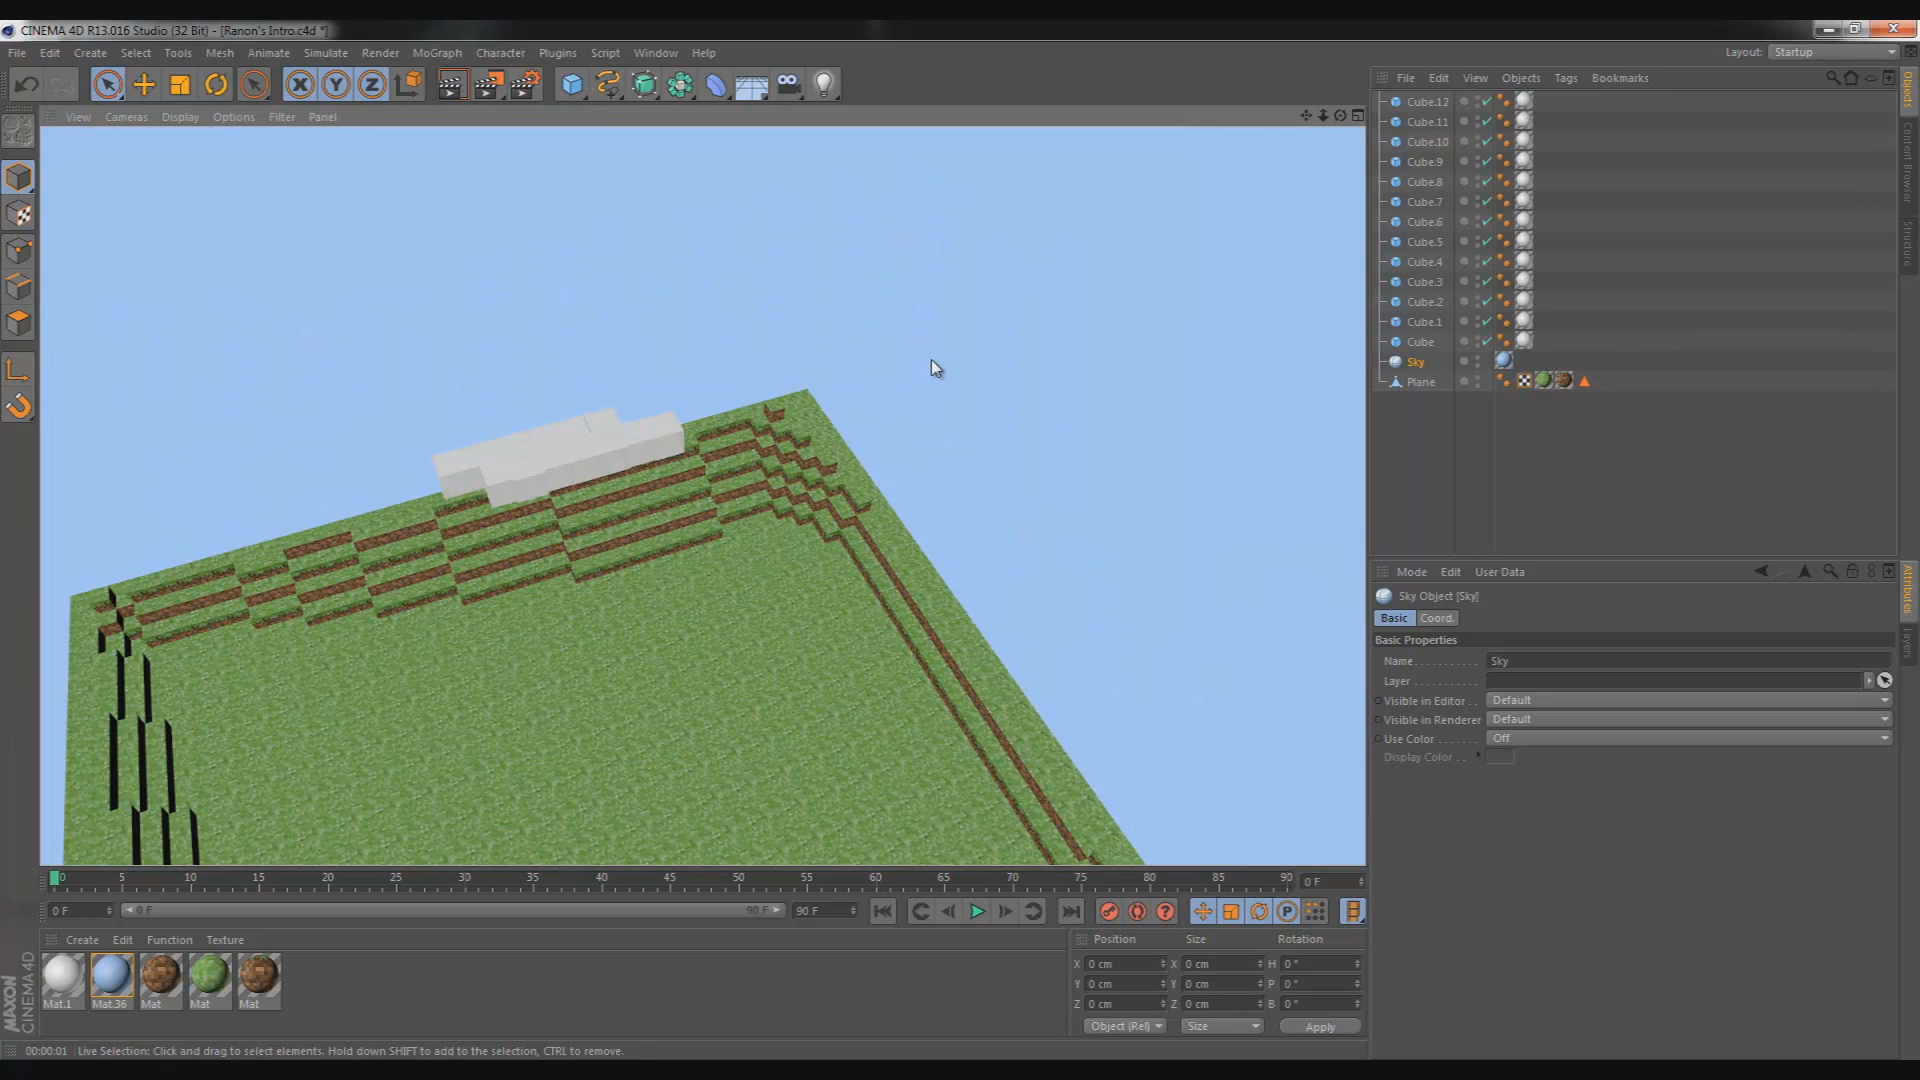 CINEMA 4D R13.016 Studio (32 Bit) - [Ranon's Intro.c4d *]
File Edit Create Select Tools Mesh Animate Simulate Render MoGraph Character Plugins Script Window Help
Layout: Startup
File Edit View Objects Tags Bookmarks
View Cameras Display Options Filter Panel
Cube.12
Cube.11
Cube.10
Cube.9
Cube.8
Cube.7
Cube.6
Cube.5
Cube.4
Cube.3
Cube.2
Cube.1
Cube
Sky
Plane
Objects
Content Browser
Structure
Mode Edit User Data
Sky Object [Sky]
Basic Coord.
Basic Properties
Name Sky
Layer
Visible in Editor Default
Visible in Renderer Default
Use Color Off
Display Color
Attributes
Layers
0 5 10 15 20 25 30 35 40 45 50 55 60 65 70 75 80 85 90 0 F
0 F 0 F 90 F 90 F
Create Edit Function Texture
Mat.1 Mat.36 Mat Mat Mat
Position Size Rotation
X 0 cm X 0 cm H 0 °
Y 0 cm Y 0 cm P 0 °
Z 0 cm Z 0 cm B 0 °
Object (Rel) Size Apply
MAXON
CINEMA 4D
00:00:01 Live Selection: Click and drag to select elements. Hold down SHIFT to add to the selection, CTRL to remove.